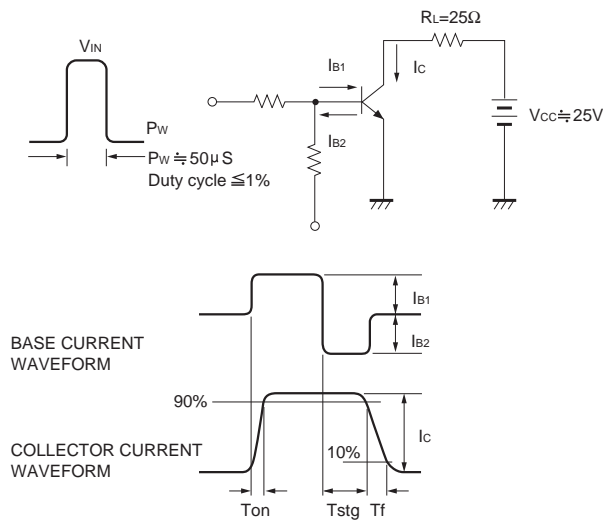 VIN
PW
PW≒50μS
Duty cycle ≦1%
RL=25Ω
IB1
IC
IB2
VCC≒25V
BASE CURRENT
WAVEFORM
IB1
IB2
90%
COLLECTOR CURRENT
WAVEFORM
10%
IC
Ton
Tstg
Tf